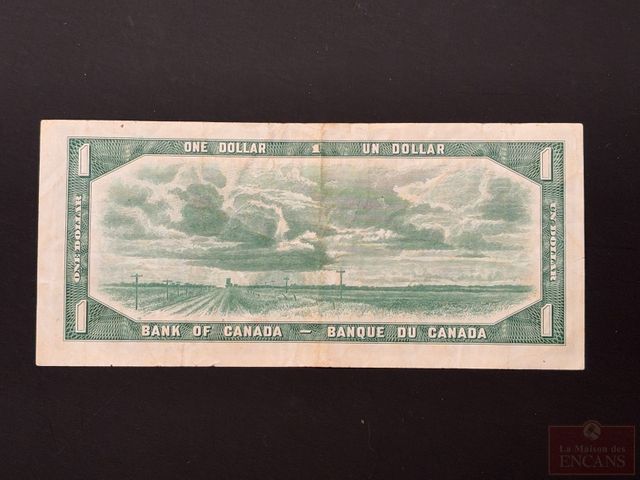 ONE DOLLAR 1 UN DOLLAR
1 1
ONE DOLLAR UN DOLLAR
1 1
BANK OF CANADA — BANQUE DU CANADA
La Maison des
ENCANS